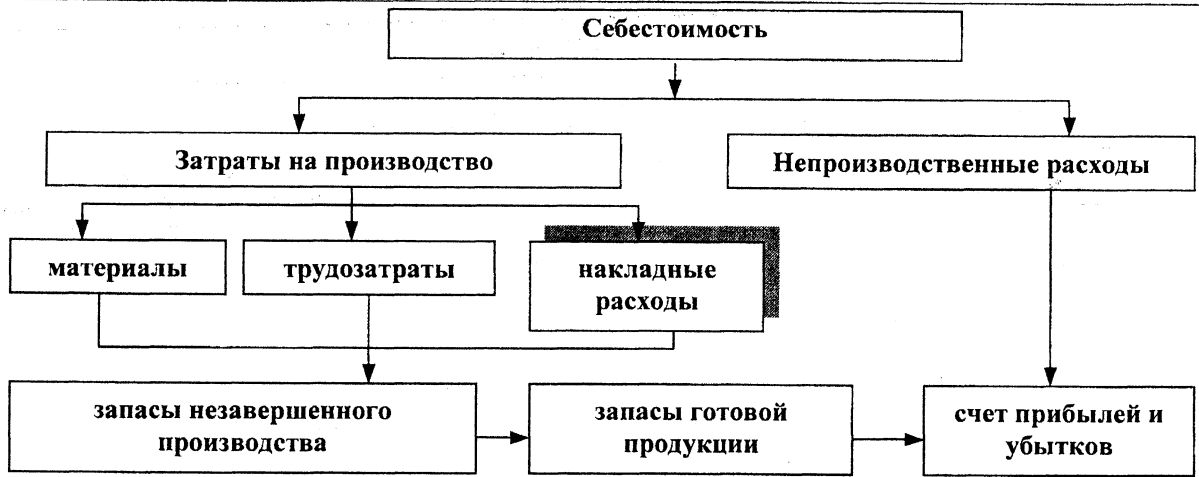 Себестоимость
Затраты на производство
Непроизводственные расходы
материалы
трудозатраты
накладные
расходы
запасы незавершенного
производства
запасы готовой
продукции
счет прибылей и
убытков